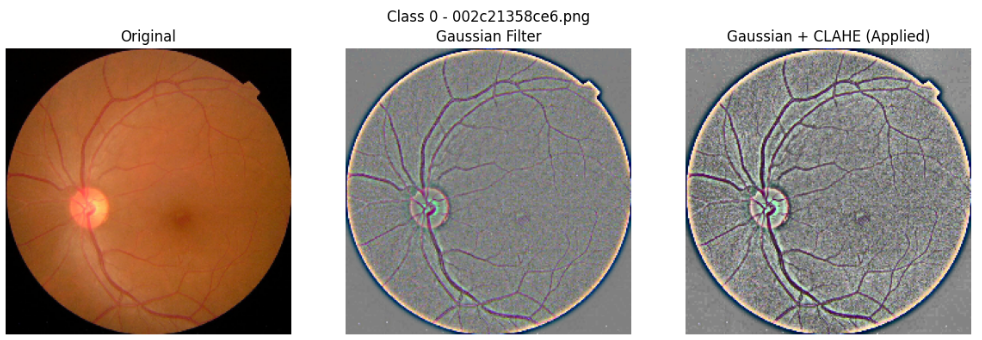 Class 0 - 002c21358ce6.png
Original
Gaussian Filter
Gaussian + CLAHE (Applied)